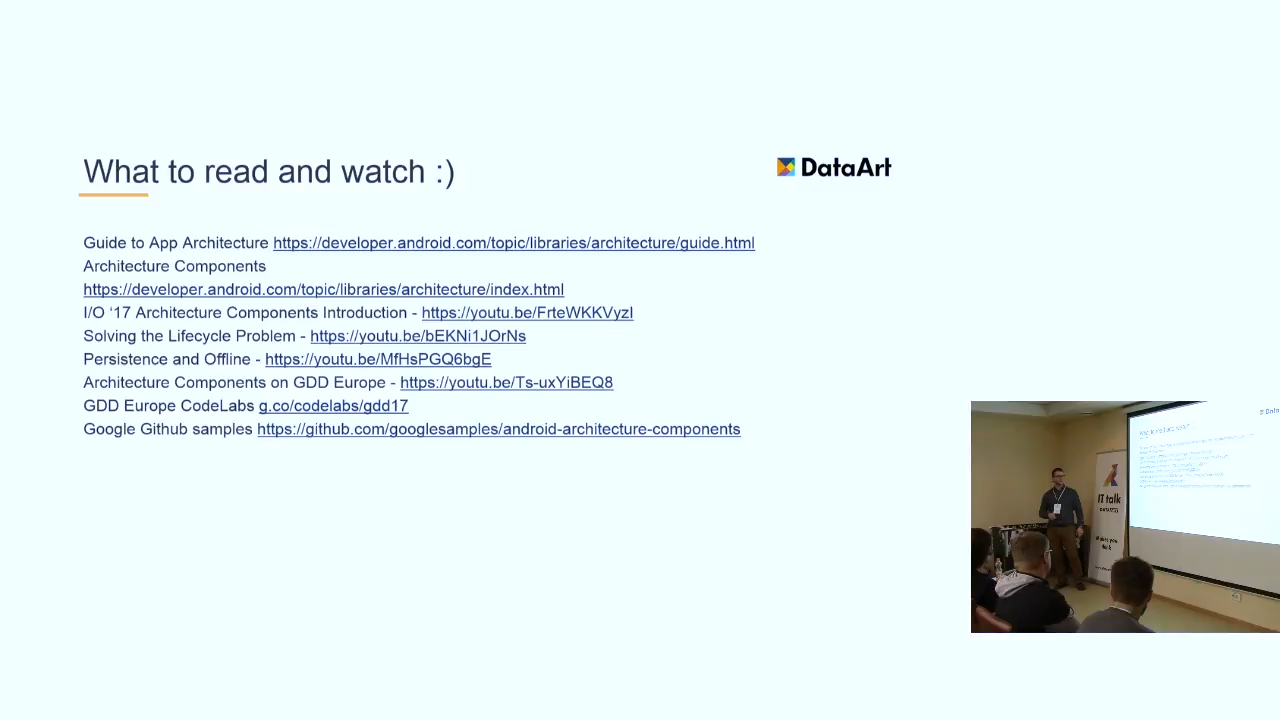 What to read and watch :)
DataArt
Guide to App Architecture https://developer.android.com/topic/libraries/architecture/guide.html
Architecture Components
https://developer.android.com/topic/libraries/architecture/index.html
I/O ‘17 Architecture Components Introduction - https://youtu.be/FrteWKKVyzI
Solving the Lifecycle Problem - https://youtu.be/bEKNi1JOrNs
Persistence and Offline - https://youtu.be/MfHsPGQ6bgE
Architecture Components on GDD Europe - https://youtu.be/Ts-uxYiBEQ8
GDD Europe CodeLabs g.co/codelabs/gdd17
Google Github samples https://github.com/googlesamples/android-architecture-components
IT talk